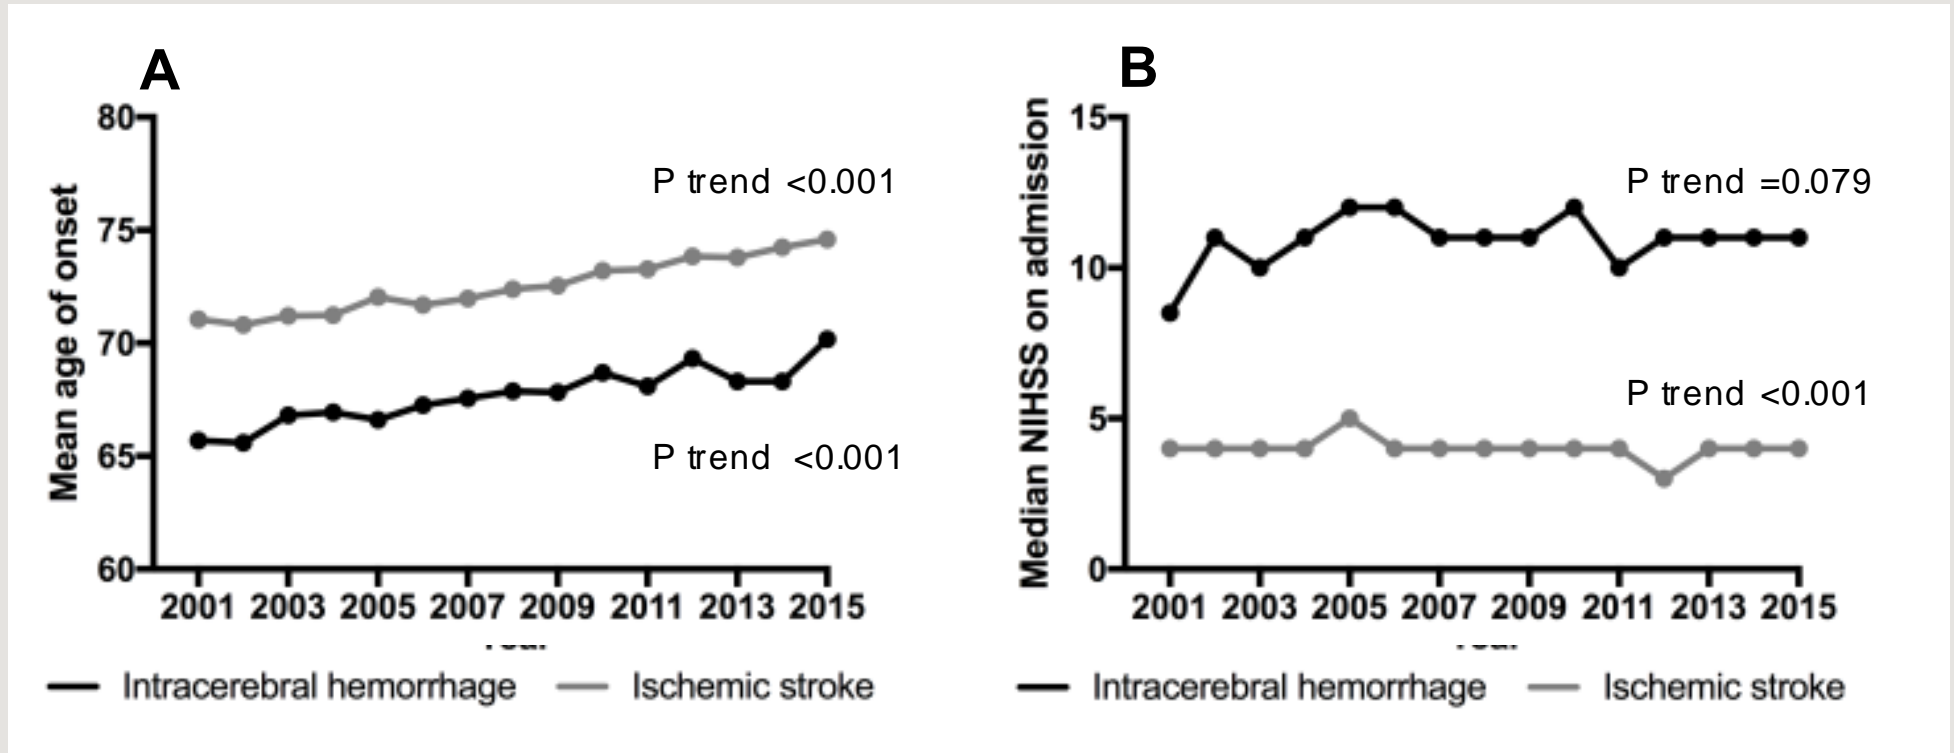 A
Mean age of onset
80
75
70
65
60
P trend <0.001
P trend <0.001
2001 2003 2005 2007 2009 2011 2013 2015
Intracerebral hemorrhage Ischemic stroke
B
Median NIHSS on admission
15
10
5
0
P trend =0.079
P trend <0.001
2001 2003 2005 2007 2009 2011 2013 2015
Intracerebral hemorrhage Ischemic stroke